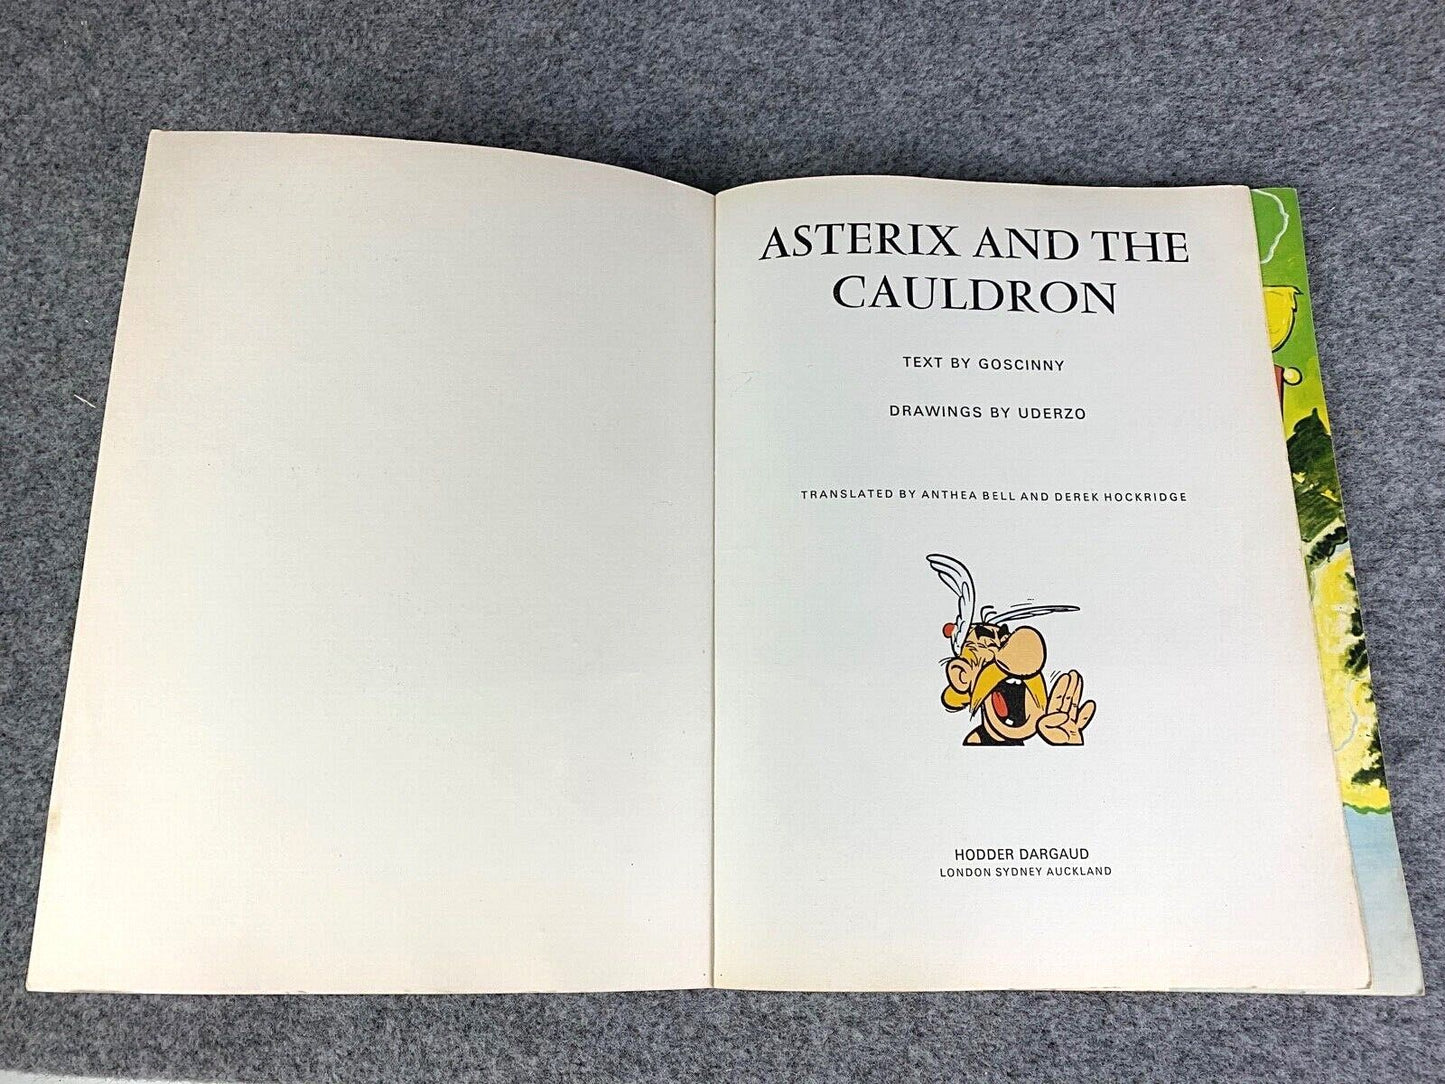 ASTERIX AND THE
CAULDRON
TEXT BY GOSCINNY
DRAWINGS BY UDERZO
TRANSLATED BY ANTHEA BELL AND DEREK HOCKRIDGE
HODDER DARGAUD
LONDON SYDNEY AUCKLAND